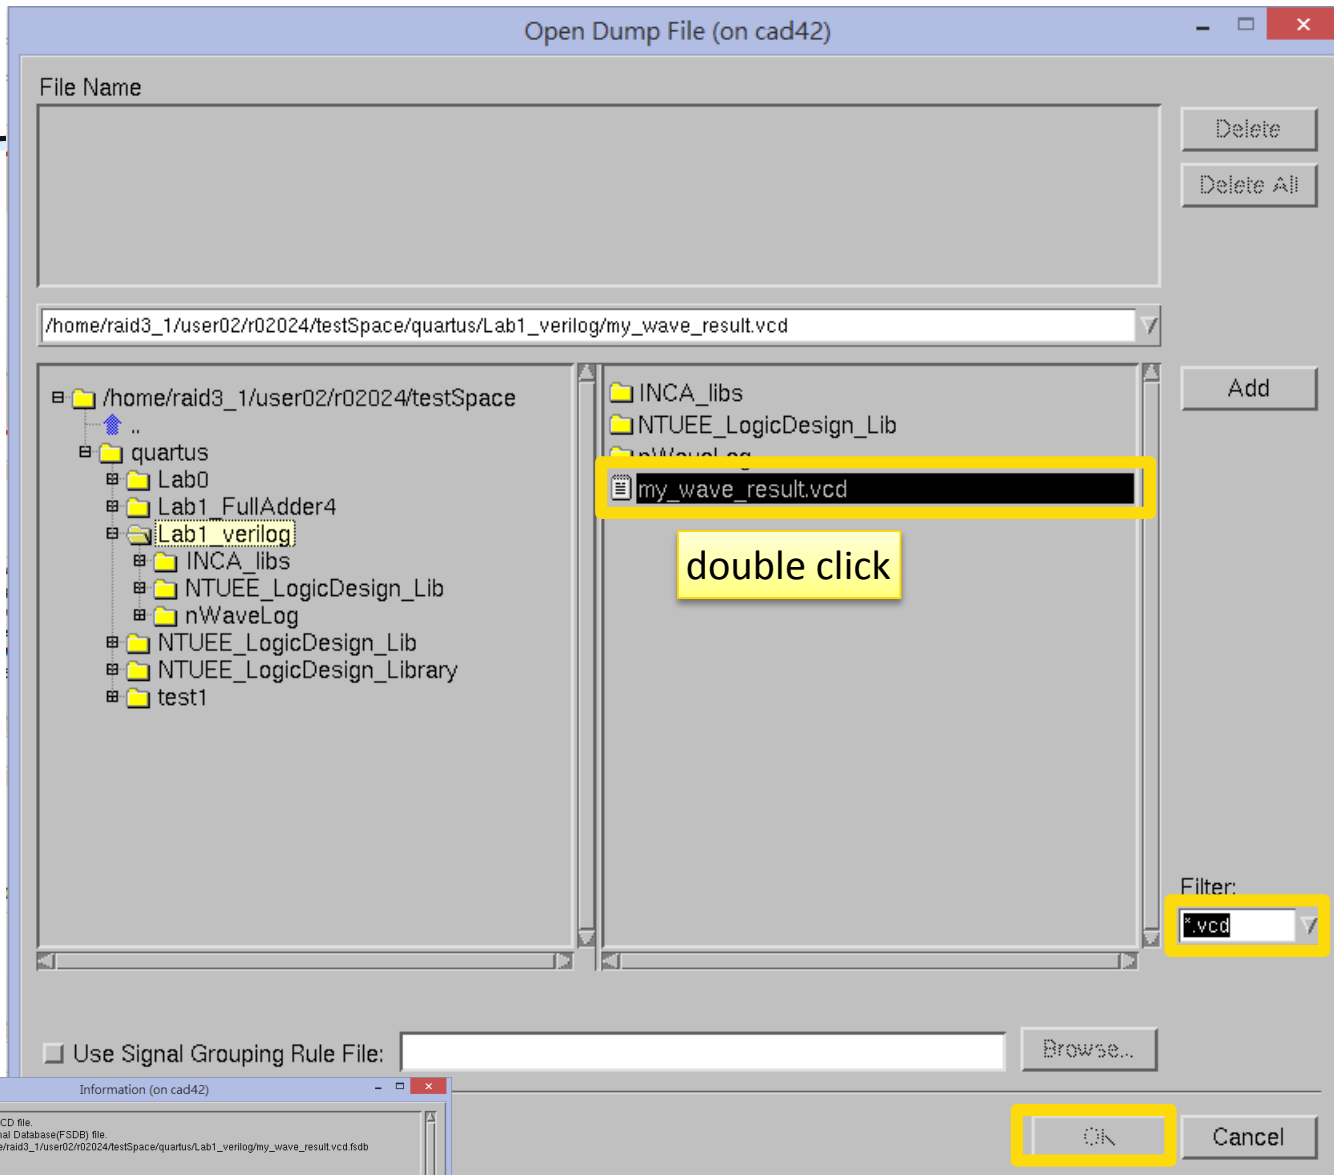 Open Dump File (on cad42)
File Name
Delete
Delete All
/home/raid3_1/user02/r02024/testSpace/quartus/Lab1_verilog/my_wave_result.vcd
/home/raid3_1/user02/r02024/testSpace
..
quartus
Lab0
Lab1_FullAdder4
Lab1_verilog
INCA_libs
NTUEE_LogicDesign_Lib
nWaveLog
NTUEE_LogicDesign_Lib
NTUEE_LogicDesign_Library
test1
INCA_libs
NTUEE_LogicDesign_Lib
nWaveLog
my_wave_result.vcd
double click
Add
Filter:
*.vcd
Use Signal Grouping Rule File:
Browse...
Information (on cad42)
CD file.
nal Database(FSDB) file.
e/raid3_1/user02/r02024/testSpace/quartus/Lab1_verilog/my_wave_result.vcd.fsdb
OK
Cancel